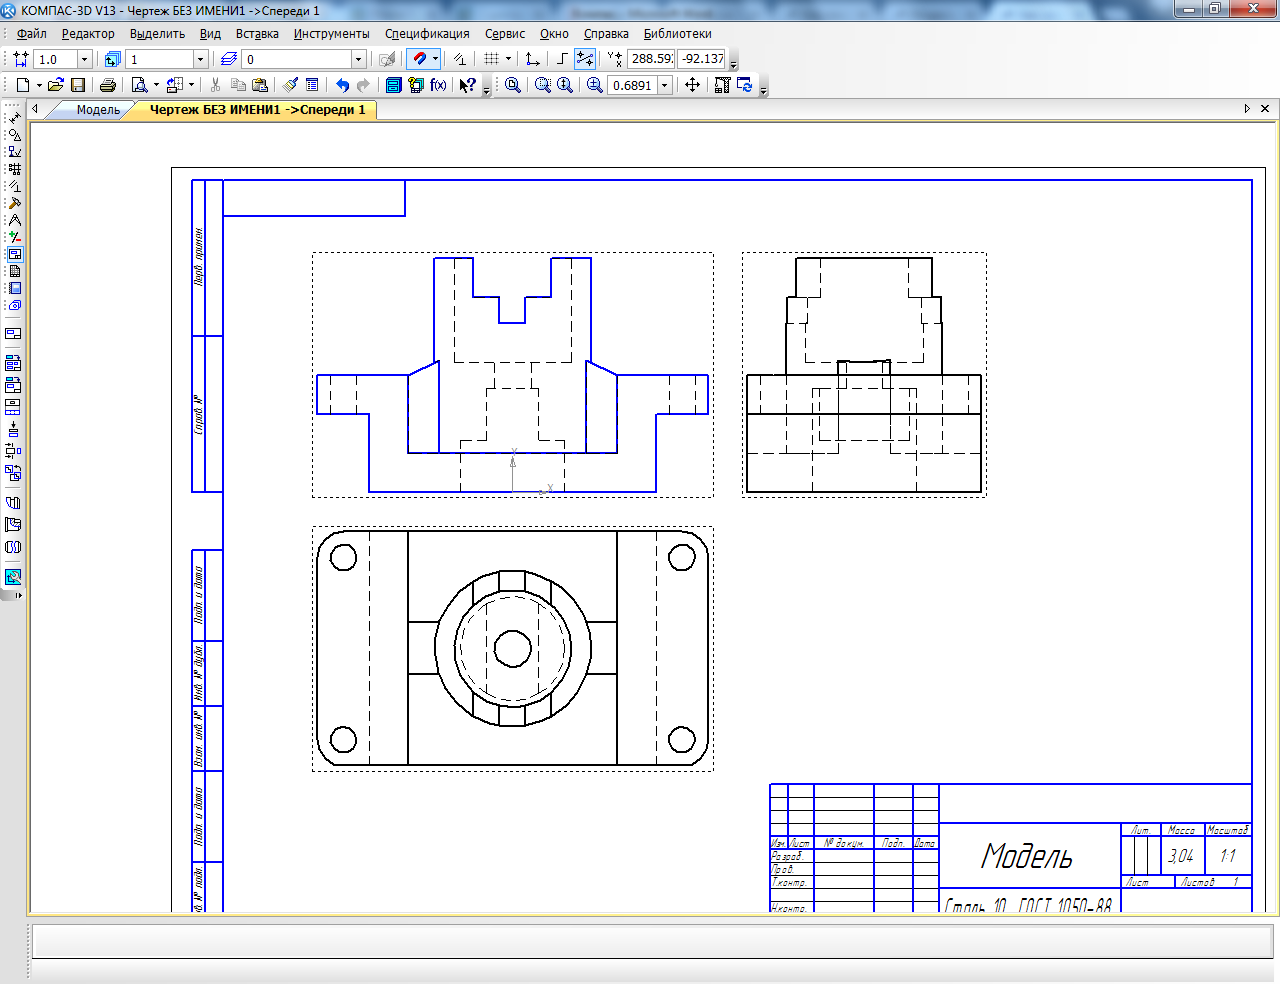 КОМПАС-3D V13 - Чертеж БЕЗ ИМЕНИ1 ->Спереди 1
Файл Редактор Выделить Вид Вставка Инструменты Спецификация Сервис Окно Справка Библиотеки
1.0 1 0 288.59 -92.137
f(x) 0.6891
Модель Чертеж БЕЗ ИМЕНИ1 ->Спереди 1
Перв. примен.
Справ. №
Подп. и дата
Инв. № дубл.
Взам. инв. №
Подп. и дата
№ подл.
Y
X
Изм. Лист № докум. Подп. Дата
Разраб.
Пров.
Т.контр.
Н.контр.
Модель
Лит. Масса Масштаб
3,04 1:1
Лист Листов 1
Сталь 10 ГОСТ 1050-88